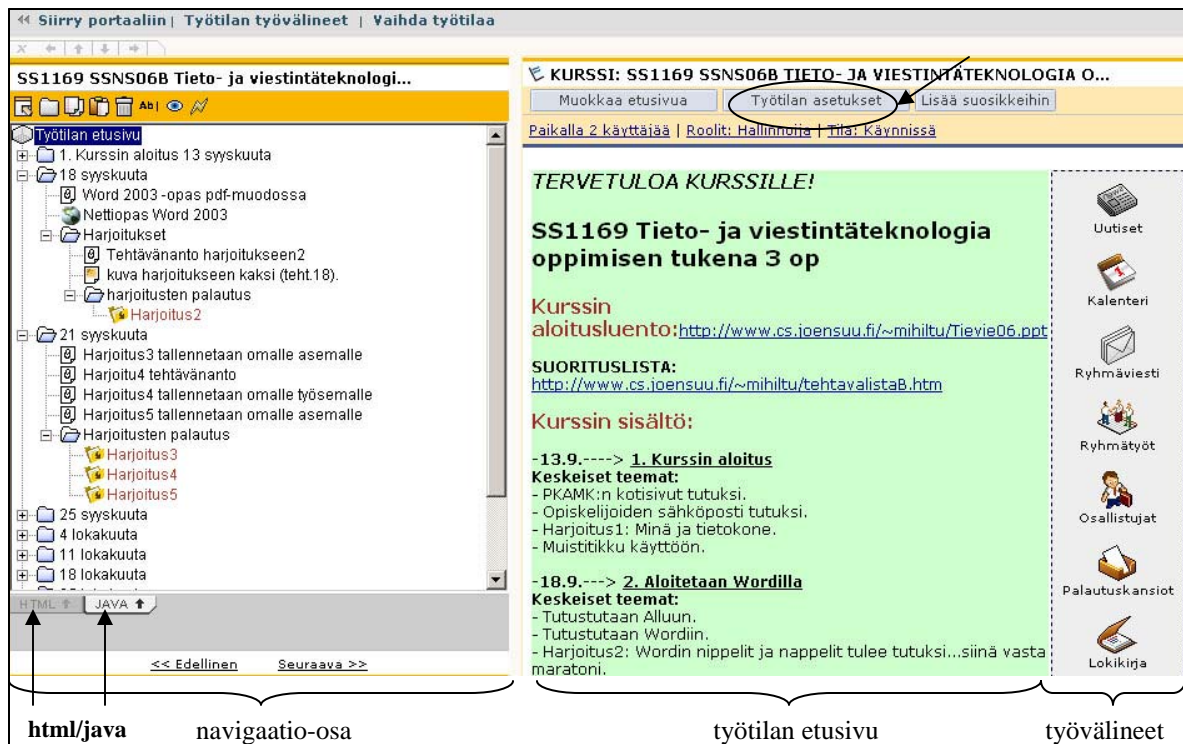 Siirry portaaliin | Työtilan työvälineet | Vaihda työtilaa
SS1169 SSNS06B Tieto- ja viestintäteknologi...
Ab|
Työtilan etusivu
1. Kurssin aloitus 13 syyskuuta
18 syyskuuta
Word 2003 -opas pdf-muodossa
Nettiopas Word 2003
Harjoitukset
Tehtävänanto harjoitukseen2
kuva harjoitukseen kaksi (teht.18).
harjoitusten palautus
Harjoitus2
21 syyskuuta
Harjoitus3 tallennetaan omalle asemalle
Harjoitu4 tehtävänanto
Harjoitus4 tallennetaan omalle työsemalle
Harjoitus5 tallennetaan omalle asemalle
Harjoitusten palautus
Harjoitus3
Harjoitus4
Harjoitus5
25 syyskuuta
4 lokakuuta
11 lokakuuta
18 lokakuuta
HTML JAVA
<< Edellinen Seuraava >>
KURSSI: SS1169 SSNS06B TIETO- JA VIESTINTÄTEKNOLOGIA O...
Muokkaa etusivua Työtilan asetukset Lisää suosikkeihin
Paikalla 2 käyttäjää | Roolit: Hallinnoija | Tila: Käynnissä
TERVETULOA KURSSILLE!
SS1169 Tieto- ja viestintäteknologia
oppimisen tukena 3 op
Kurssin
aloitusluento:http://www.cs.joensuu.fi/~mihiltu/Tievie06.ppt
SUORITUSLISTA:
http://www.cs.joensuu.fi/~mihiltu/tehtavalistaB.htm
Kurssin sisältö:
-13.9.----> 1. Kurssin aloitus
Keskeiset teemat:
- PKAMK:n kotisivut tutuksi.
- Opiskelijoiden sähköposti tutuksi.
- Harjoitus1: Minä ja tietokone.
- Muistitikku käyttöön.
-18.9.---> 2. Aloitetaan Wordilla
Keskeiset teemat:
- Tutustutaan Alluun.
- Tutustutaan Wordiin.
- Harjoitus2: Wordin nippelit ja nappelit tulee tutuksi...siinä vasta
maratoni.
Uutiset
Kalenteri
Ryhmäviesti
Ryhmätyöt
Osallistujat
Palautuskansiot
Lokikirja
html/java navigaatio-osa työtilan etusivu työvälineet